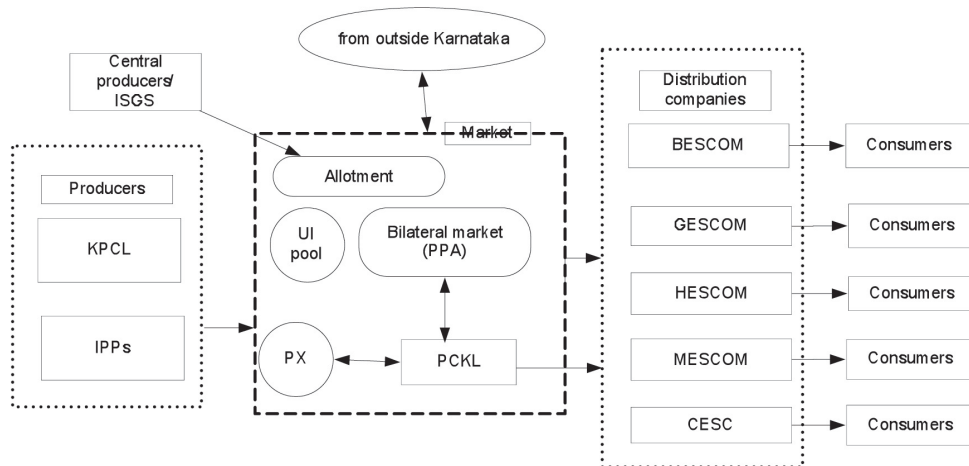 from outside Karnataka
Central
producers/
ISGS
Producers
KPCL
IPPs
Market
Allotment
UI
pool
Bilateral market
(PPA)
PX
PCKL
Distribution
companies
BESCOM
Consumers
GESCOM
Consumers
HESCOM
Consumers
MESCOM
Consumers
CESC
Consumers